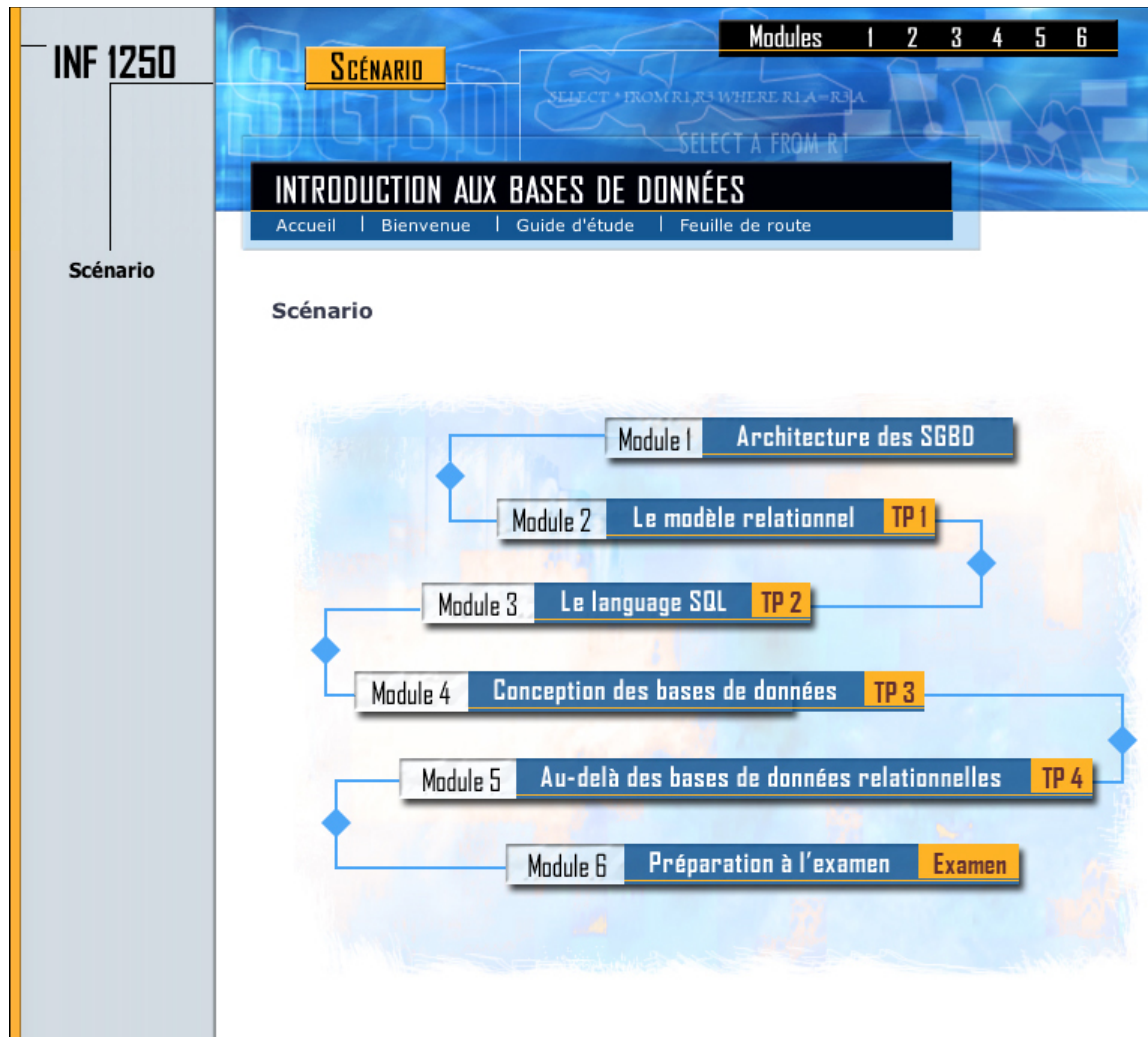 INF 1250
SCÉNARIO
Modules 1 2 3 4 5 6
SGBD SQL
SELECT * FROM R1,R3 WHERE R1.A=R3.A
SELECT A FROM R1
INTRODUCTION AUX BASES DE DONNÉES
Accueil | Bienvenue | Guide d'étude | Feuille de route
Scénario
Scénario
Module 1 Architecture des SGBD
Module 2 Le modèle relationnel TP 1
Module 3 Le language SQL TP 2
Module 4 Conception des bases de données TP 3
Module 5 Au-delà des bases de données relationnelles TP 4
Module 6 Préparation à l'examen Examen